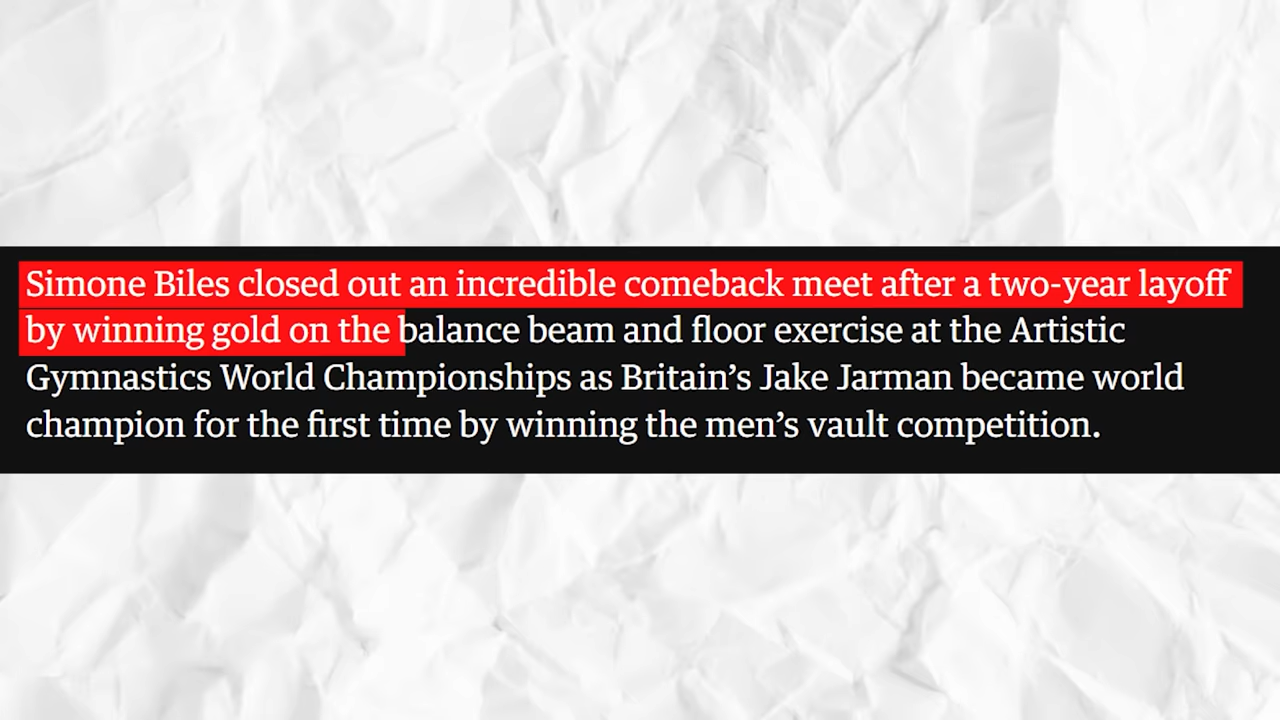 Simone Biles closed out an incredible comeback meet after a two-year layoff
by winning gold on the balance beam and floor exercise at the Artistic
Gymnastics World Championships as Britain’s Jake Jarman became world
champion for the first time by winning the men’s vault competition.